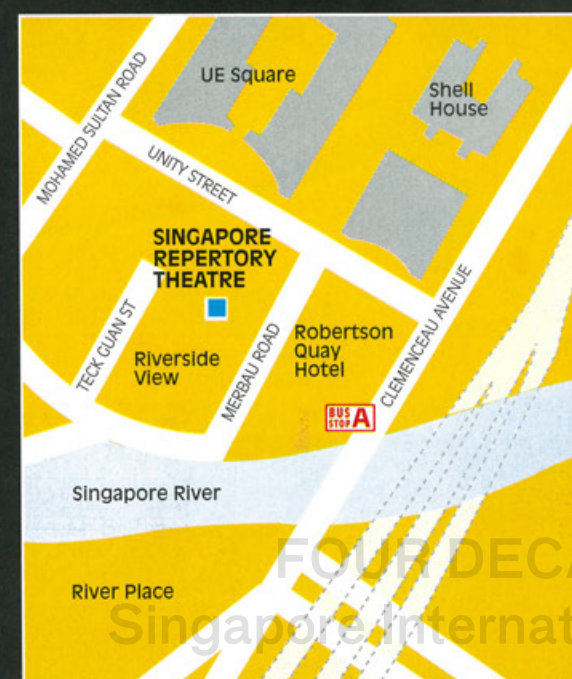 UE Square
Shell
House
MOHAMED SULTAN ROAD
UNITY STREET
SINGAPORE
REPERTORY
THEATRE
TECK GUAN ST
Riverside
View
MERBAU ROAD
Robertson
Quay
Hotel
CLEMENCEAU AVENUE
BUS
STOP A
Singapore River
FOUR DECA
River Place
Singapore Internat